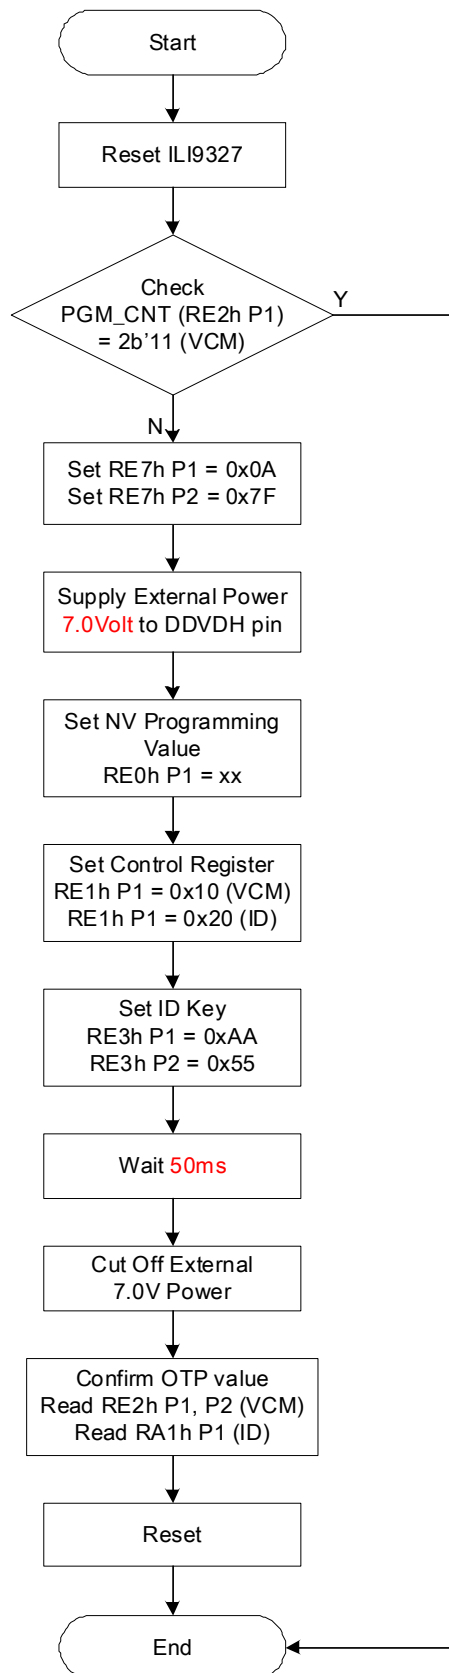 Start
Reset ILI9327
Check
PGM_CNT (RE2h P1)
= 2b'11 (VCM)
Y
N
Set RE7h P1 = 0x0A
Set RE7h P2 = 0x7F
Supply External Power
7.0Volt to DDVDH pin
Set NV Programming
Value
RE0h P1 = xx
Set Control Register
RE1h P1 = 0x10 (VCM)
RE1h P1 = 0x20 (ID)
Set ID Key
RE3h P1 = 0xAA
RE3h P2 = 0x55
Wait 50ms
Cut Off External
7.0V Power
Confirm OTP value
Read RE2h P1, P2 (VCM)
Read RA1h P1 (ID)
Reset
End